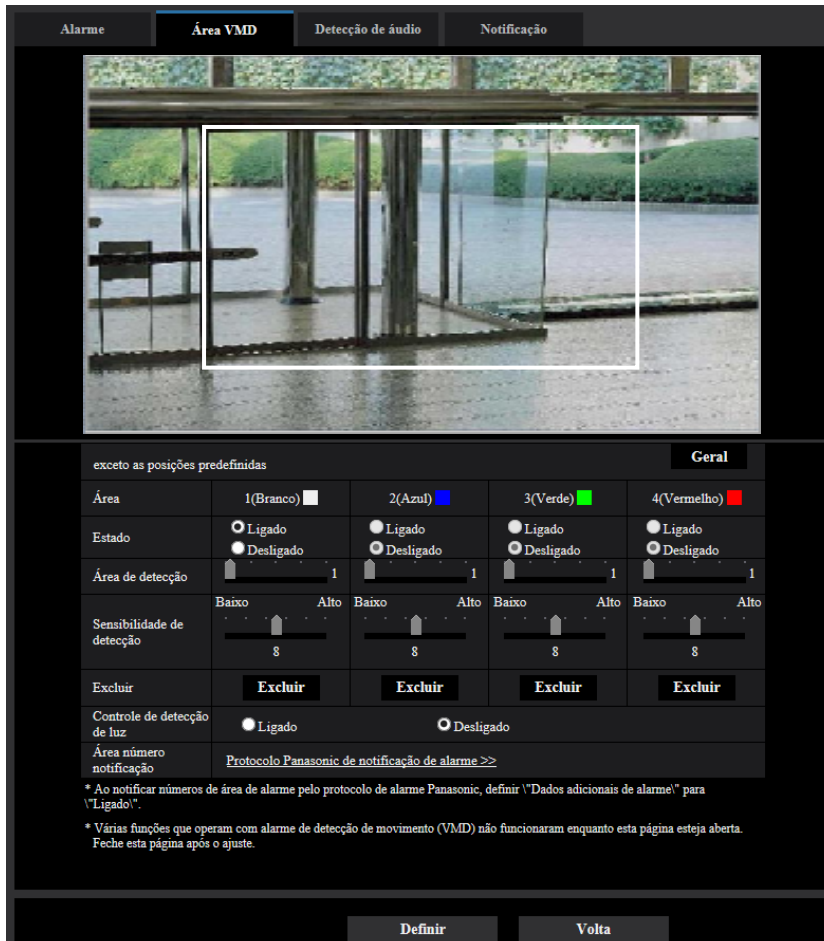 Alarme Área VMD Detecção de áudio Notificação
exceto as posições predefinidas Geral
Área 1(Branco) 2(Azul) 3(Verde) 4(Vermelho)
Estado Ligado Ligado Ligado Ligado
Desligado Desligado Desligado Desligado
Área de detecção 1 1 1 1
Baixo Alto Baixo Alto Baixo Alto Baixo Alto
Sensibilidade de
detecção
8 8 8 8
Excluir Excluir Excluir Excluir Excluir
Controle de detecção
de luz Ligado Desligado
Área número
notificação Protocolo Panasonic de notificação de alarme >>
* Ao notificar números de área de alarme pelo protocolo de alarme Panasonic, definir \"Dados adicionais de alarme\" para
\"Ligado\".
* Várias funções que operam com alarme de detecção de movimento (VMD) não funcionaram enquanto esta página esteja aberta.
Feche esta página após o ajuste.
Definir Volta